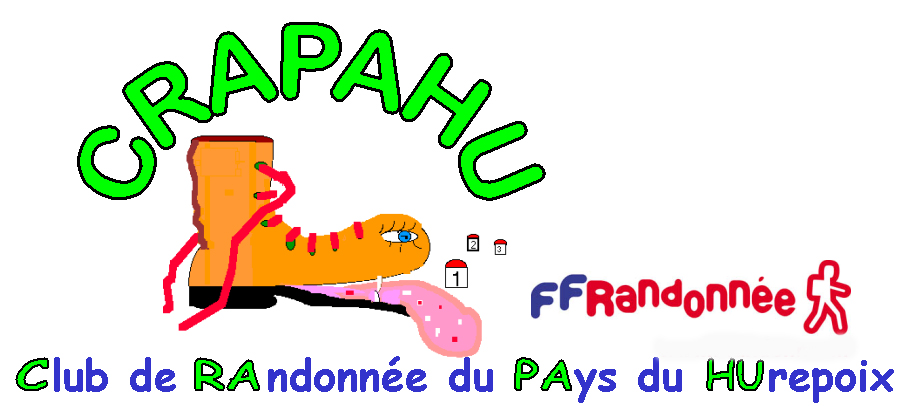 CRAPAHU
2 3
1
FFRandonnée
Club de RAndonnée du PAys du HUrepoix